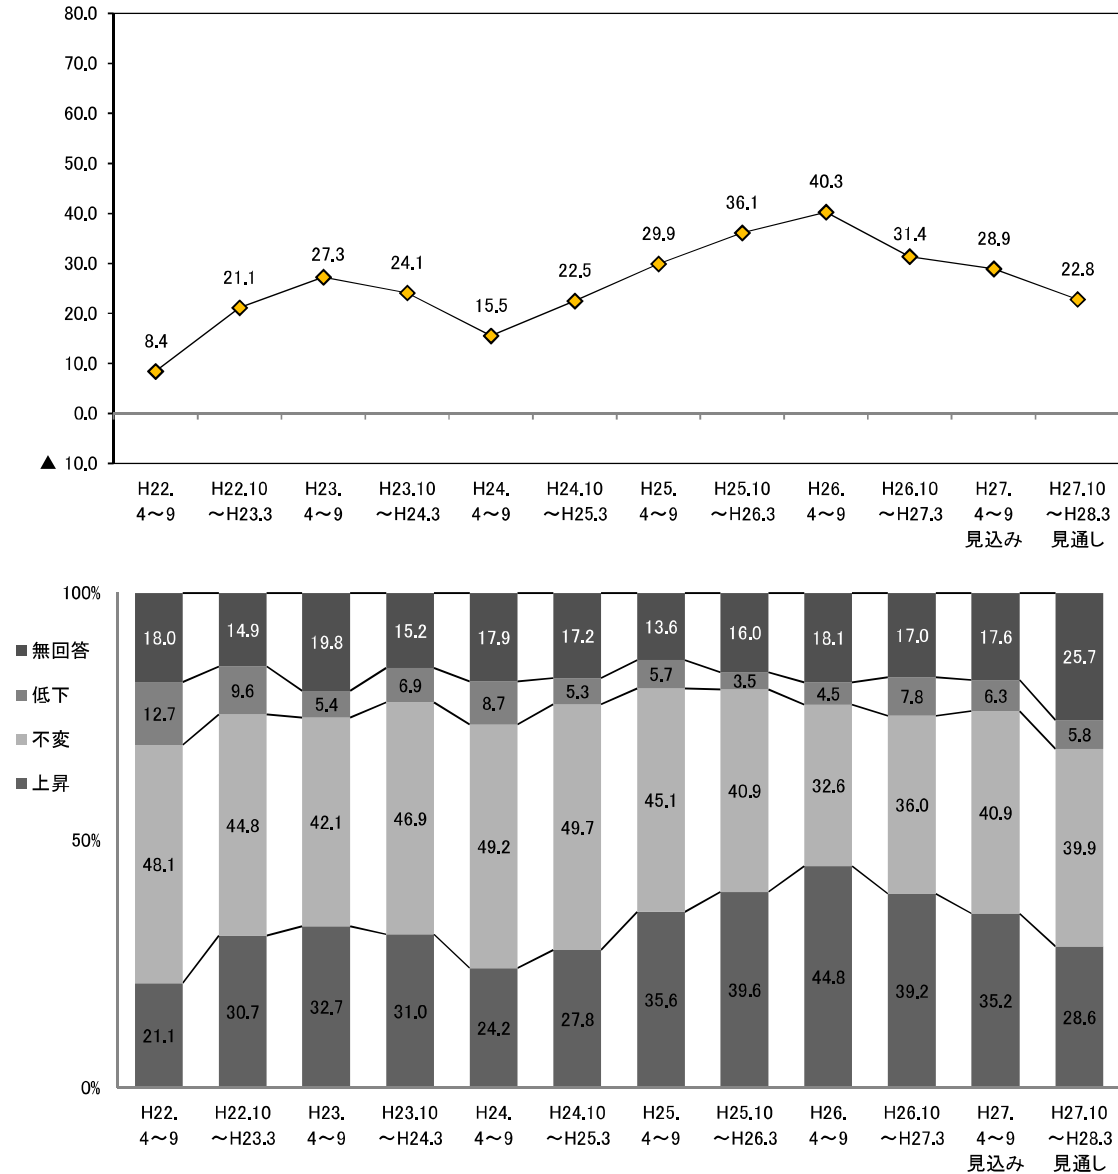 80.0
70.0
60.0
50.0
40.0
30.0
20.0
10.0
0.0
▲ 10.0
8.4
21.1
27.3
24.1
15.5
22.5
29.9
36.1
40.3
31.4
28.9
22.8
H22. H22.10 H23. H23.10 H24. H24.10 H25. H25.10 H26. H26.10 H27. H27.10
4～9 ～H23.3 4～9 ～H24.3 4～9 ～H25.3 4～9 ～H26.3 4～9 ～H27.3 4～9 ～H28.3
見込み 見通し
100%
50%
0%
■無回答
■低下
■不変
■上昇
18.0 14.9 19.8 15.2 17.9 17.2 13.6 16.0 18.1 17.0 17.6 25.7
12.7 9.6 5.4 6.9 8.7 5.3 5.7 3.5 4.5 7.8 6.3 5.8
48.1 44.8 42.1 46.9 49.2 49.7 45.1 40.9 32.6 36.0 40.9 39.9
21.1 30.7 32.7 31.0 24.2 27.8 35.6 39.6 44.8 39.2 35.2 28.6
H22. H22.10 H23. H23.10 H24. H24.10 H25. H25.10 H26. H26.10 H27. H27.10
4～9 ～H23.3 4～9 ～H24.3 4～9 ～H25.3 4～9 ～H26.3 4～9 ～H27.3 4～9 ～H28.3
見込み 見通し